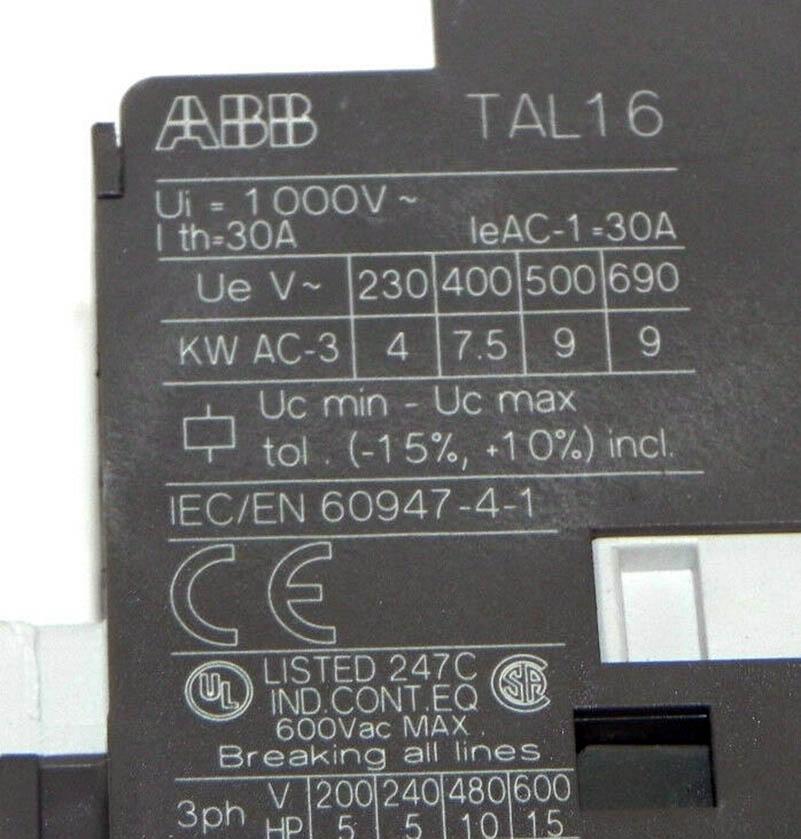 ABB TAL16
Ui = 1000V ~
Ith=30A IeAC-1=30A
Ue V~ 230 400 500 690
KW AC-3 4 7.5 9 9
Uc min - Uc max
tol. (-15%, +10%) incl.
IEC/EN 60947-4-1
CE
UL LISTED 247C SA
IND.CONT.EQ
600Vac MAX.
Breaking all lines
3ph V 200 240 480 600
HP 5 5 10 15